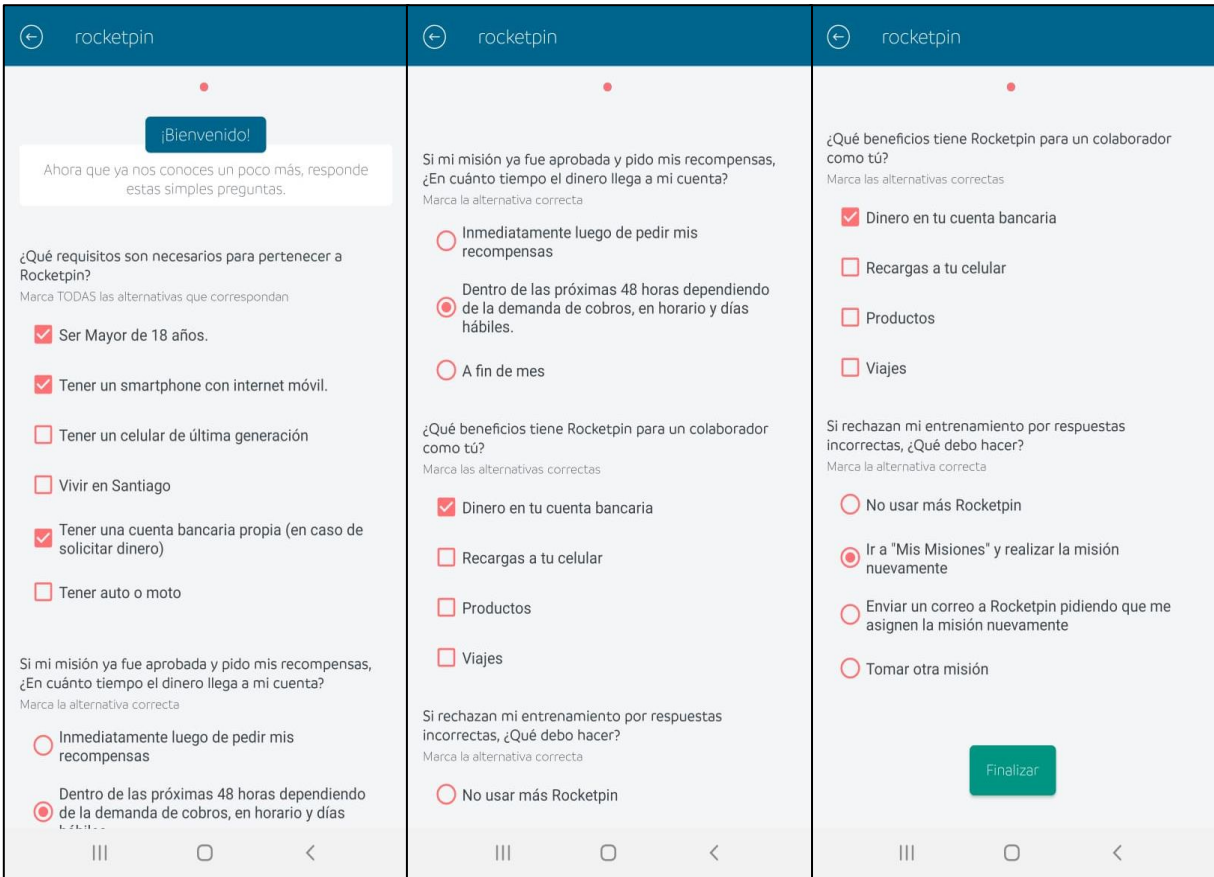 rocketpin
¡Bienvenido!
Ahora que ya nos conoces un poco más, responde
estas simples preguntas.
¿Qué requisitos son necesarios para pertenecer a
Rocketpin?
Marca TODAS las alternativas que correspondan
Ser Mayor de 18 años.
Tener un smartphone con internet móvil.
Tener un celular de última generación
Vivir en Santiago
Tener una cuenta bancaria propia (en caso de
solicitar dinero)
Tener auto o moto
Si mi misión ya fue aprobada y pido mis recompensas,
¿En cuánto tiempo el dinero llega a mi cuenta?
Marca la alternativa correcta
Inmediatamente luego de pedir mis
recompensas
Dentro de las próximas 48 horas dependiendo
de la demanda de cobros, en horario y días
rocketpin
Si mi misión ya fue aprobada y pido mis recompensas,
¿En cuánto tiempo el dinero llega a mi cuenta?
Marca la alternativa correcta
Inmediatamente luego de pedir mis
recompensas
Dentro de las próximas 48 horas dependiendo
de la demanda de cobros, en horario y días
hábiles.
A fin de mes
¿Qué beneficios tiene Rocketpin para un colaborador
como tú?
Marca las alternativas correctas
Dinero en tu cuenta bancaria
Recargas a tu celular
Productos
Viajes
Si rechazan mi entrenamiento por respuestas
incorrectas, ¿Qué debo hacer?
Marca la alternativa correcta
No usar más Rocketpin
rocketpin
¿Qué beneficios tiene Rocketpin para un colaborador
como tú?
Marca las alternativas correctas
Dinero en tu cuenta bancaria
Recargas a tu celular
Productos
Viajes
Si rechazan mi entrenamiento por respuestas
incorrectas, ¿Qué debo hacer?
Marca la alternativa correcta
No usar más Rocketpin
Ir a "Mis Misiones" y realizar la misión
nuevamente
Enviar un correo a Rocketpin pidiendo que me
asignen la misión nuevamente
Tomar otra misión
Finalizar